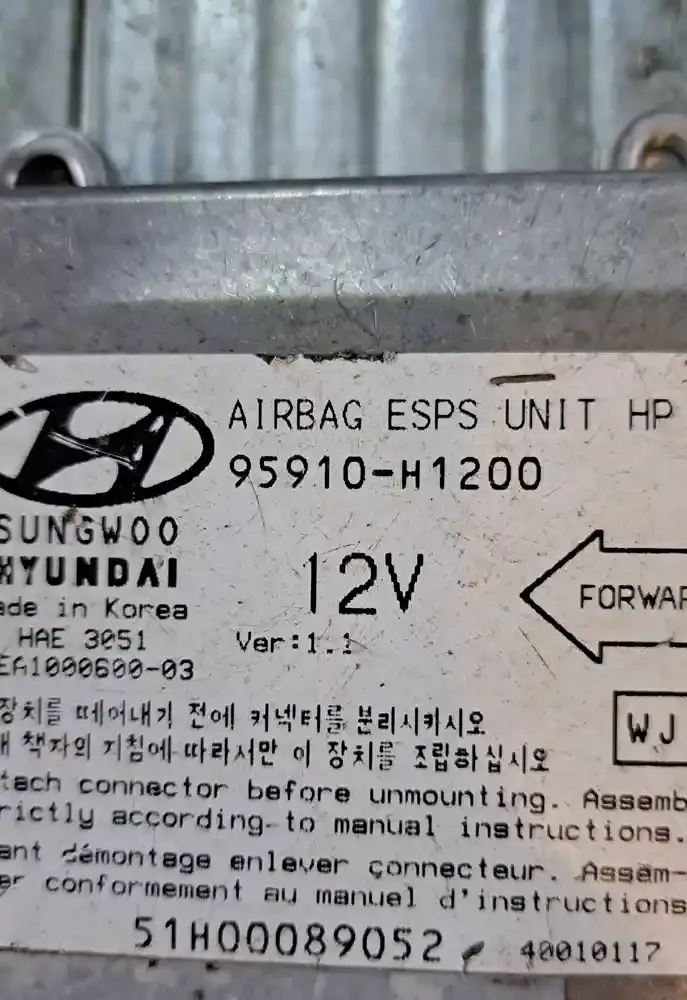 AIRBAG ESPS UNIT HP
95910-H1200
SUNGWOO
HYUNDAI
12V
FORWAR
ade in Korea
HAE 3051
Ver:1.1
EA1000600-03
WJ
장치를 떼어내기 전에 커넥터를 분리시키시오
책자의 지침에 따라서만 이 장치를 조립하십시오
tach connector before unmounting. Assemb
rictly according to manual instructions.
ant démontage enlever connecteur. Assem-
er conformement au manuel d'instructions
51H00089052
40010117